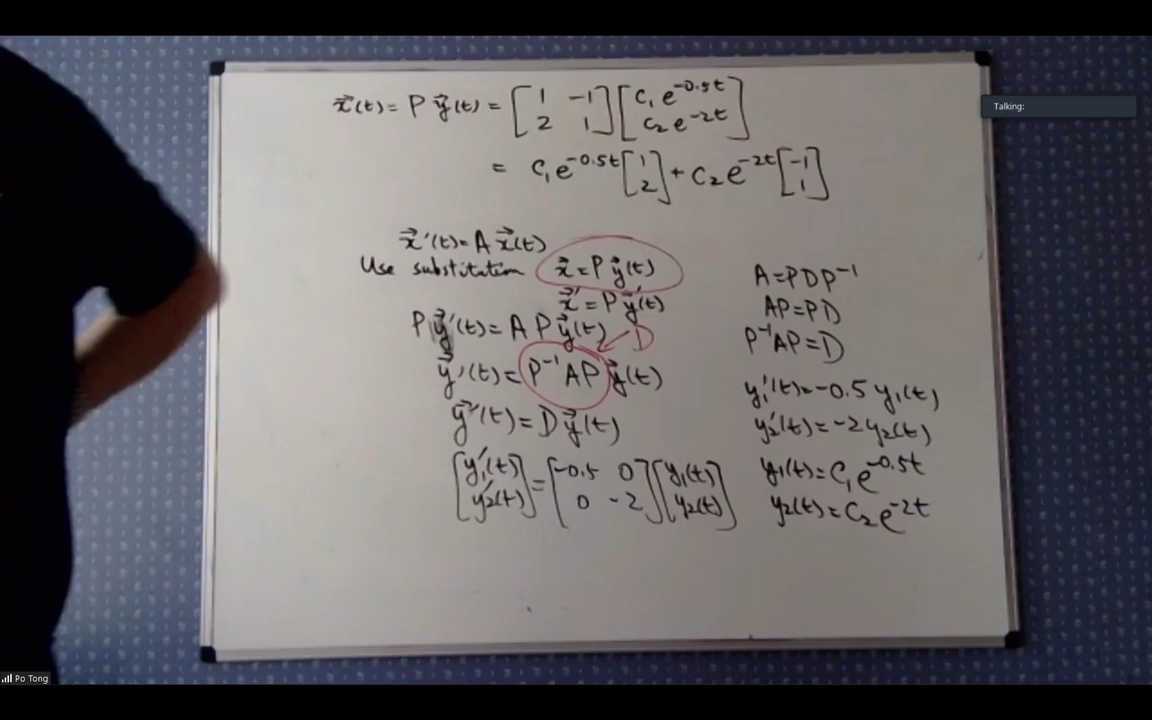 x⃗(t) = P y⃗(t) = [1 -1; 2 1] [c₁ e^-0.5t; c₂ e^-2t]
= c₁ e^-0.5t [1; 2] + c₂ e^-2t [-1; 1]
x⃗'(t) = A x⃗(t)
Use substitution x⃗ = P y⃗(t)
x⃗' = P y⃗'(t)
P y⃗'(t) = A P y⃗(t) D
y⃗'(t) = P⁻¹AP y⃗(t)
y⃗'(t) = D y⃗(t)
[y₁'(t); y₂'(t)] = [-0.5 0; 0 -2] [y₁(t); y₂(t)]
A = PDP⁻¹
AP = PD
P⁻¹AP = D
y₁'(t) = -0.5 y₁(t)
y₂'(t) = -2 y₂(t)
y₁(t) = c₁ e^-0.5t
y₂(t) = c₂ e^-2t
Talking:
Po Tong